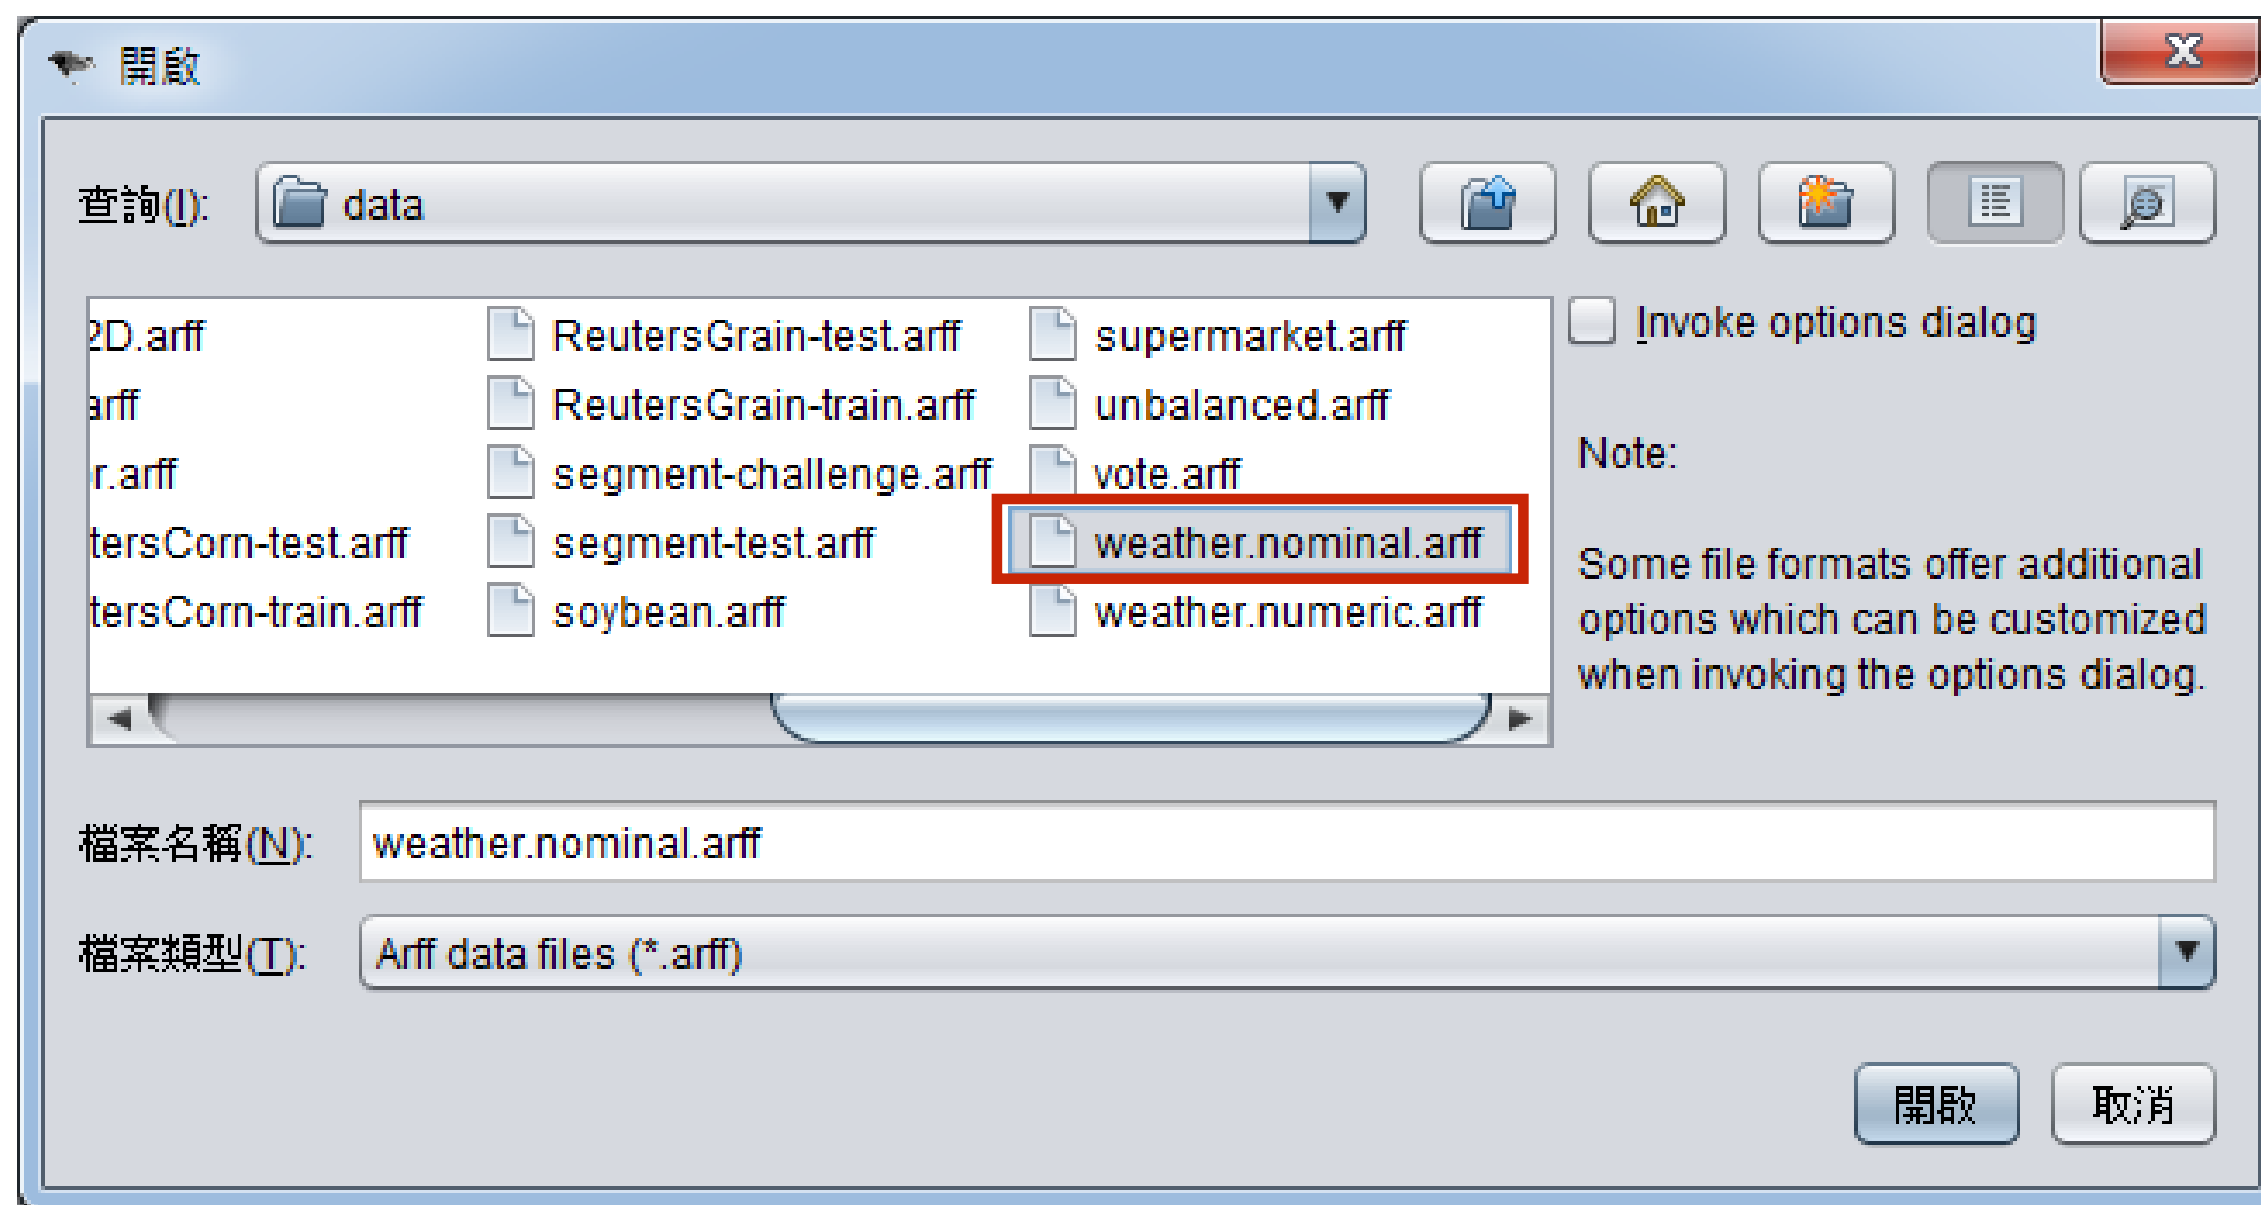 開啟
查詢(I):
data
2D.arff
arff
r.arff
tersCorn-test.arff
tersCorn-train.arff
ReutersGrain-test.arff
ReutersGrain-train.arff
segment-challenge.arff
segment-test.arff
soybean.arff
supermarket.arff
unbalanced.arff
vote.arff
weather.nominal.arff
weather.numeric.arff
Invoke options dialog
Note:
Some file formats offer additional
options which can be customized
when invoking the options dialog.
檔案名稱(N):
weather.nominal.arff
檔案類型(T):
Arff data files (*.arff)
開啟
取消